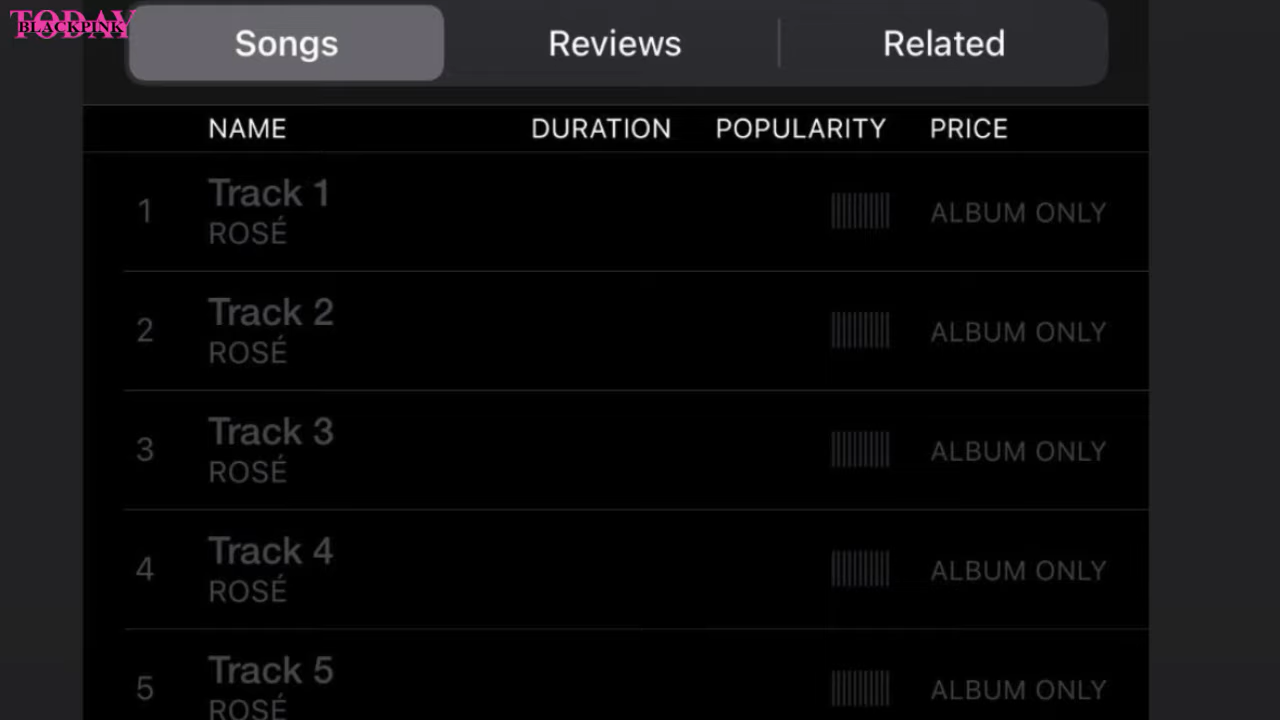 TODAY
BLACKPINK
Songs Reviews Related
NAME DURATION POPULARITY PRICE
1 Track 1 ALBUM ONLY
ROSÉ
2 Track 2 ALBUM ONLY
ROSÉ
3 Track 3 ALBUM ONLY
ROSÉ
4 Track 4 ALBUM ONLY
ROSÉ
5 Track 5 ALBUM ONLY
ROSÉ